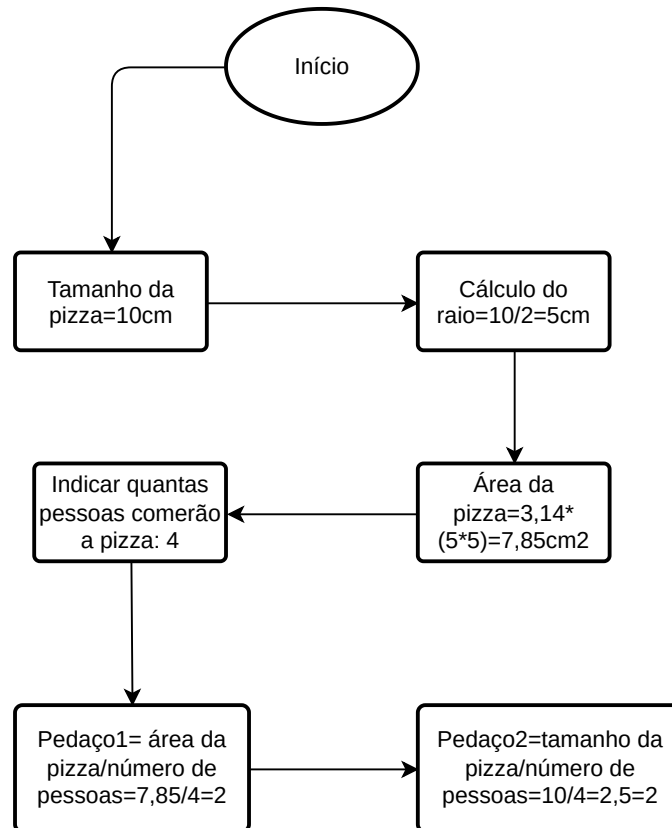 Início
Tamanho da
pizza=10cm
Cálculo do
raio=10/2=5cm
Área da
pizza=3,14*
(5*5)=7,85cm2
Indicar quantas
pessoas comerão
a pizza: 4
Pedaço1= área da
pizza/número de
pessoas=7,85/4=2
Pedaço2=tamanho da
pizza/número de
pessoas=10/4=2,5=2